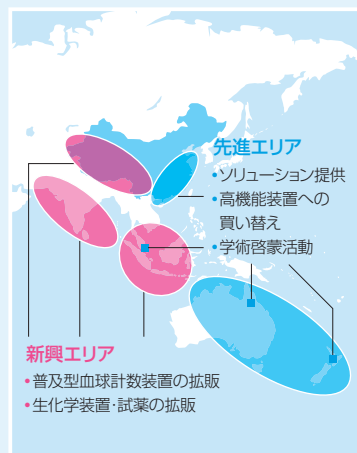 先進エリア
•ソリューション提供
•高機能装置への
買い替え
•学術啓蒙活動
新興エリア
•普及型血球計数装置の拡販
•生化学装置･試薬の拡販